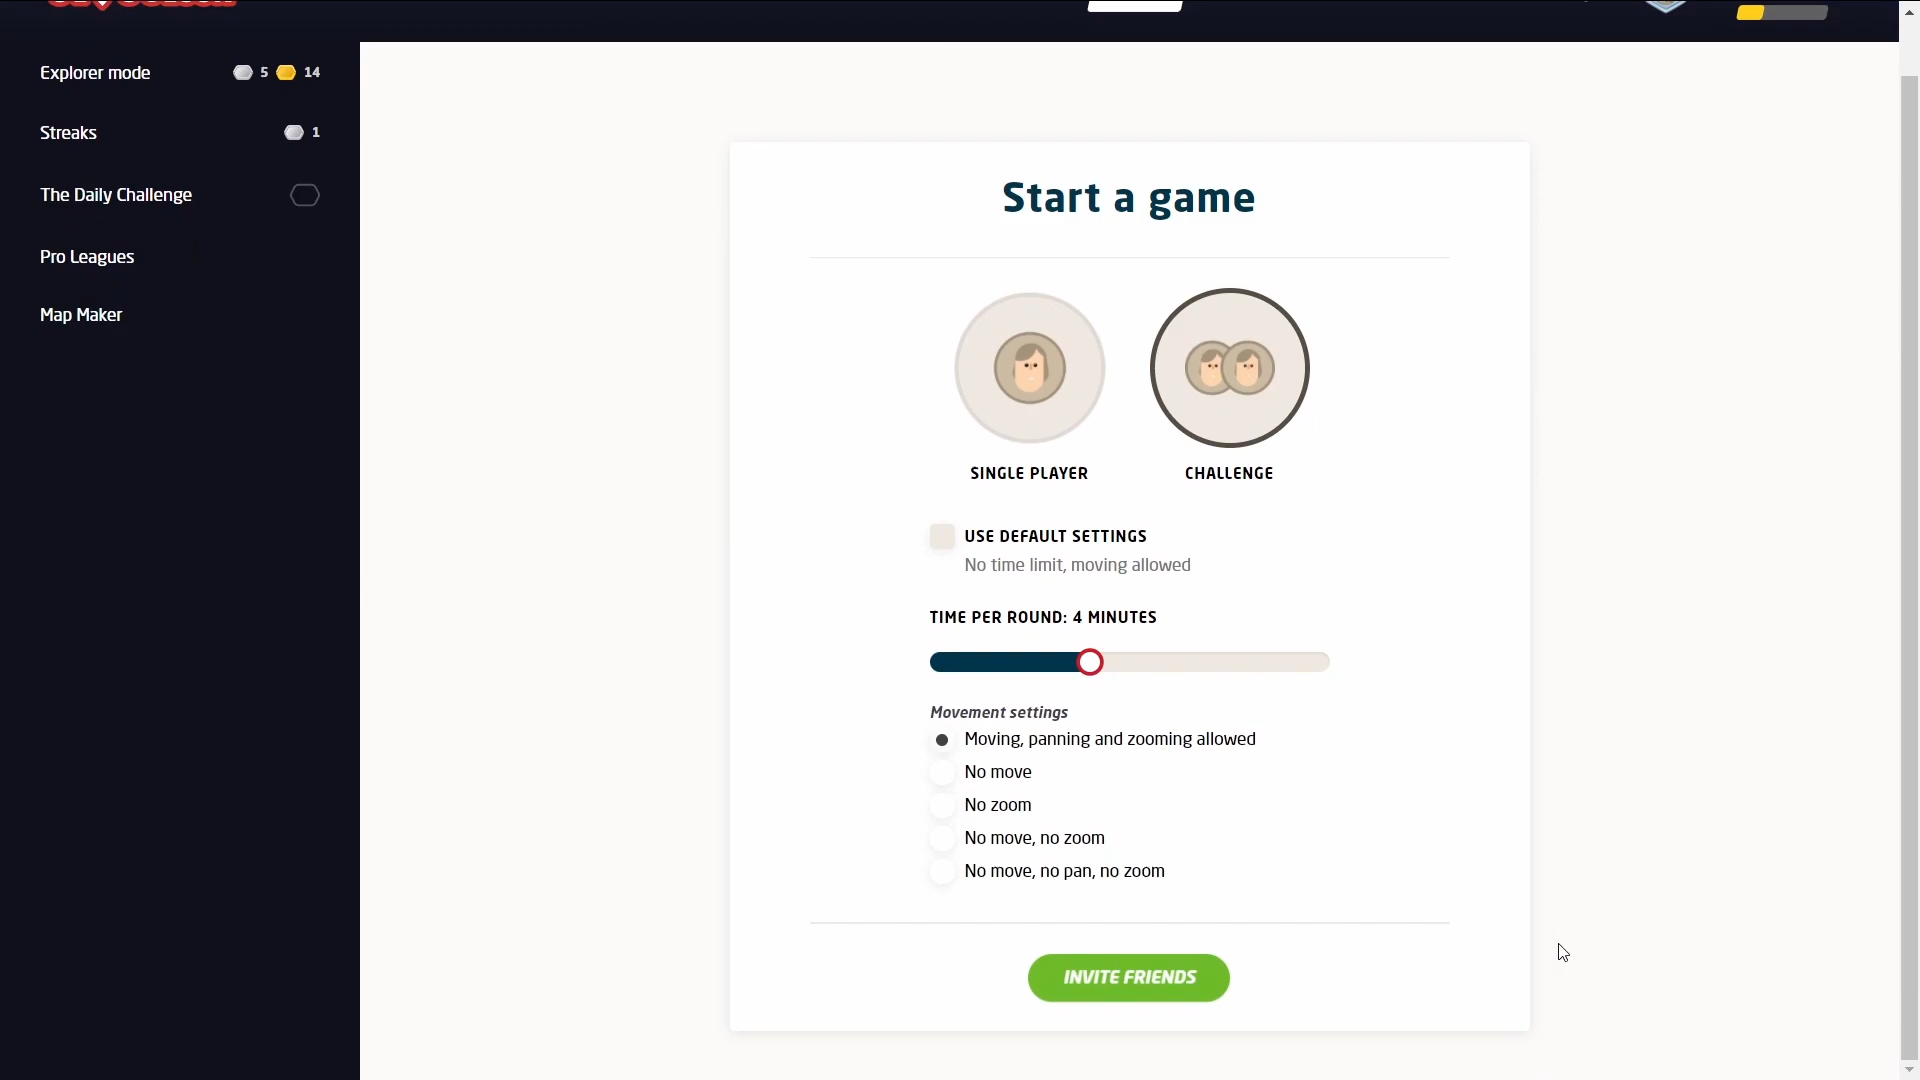 Explorer mode 5 14
Streaks 1
The Daily Challenge
Pro Leagues
Map Maker
Start a game
SINGLE PLAYER CHALLENGE
USE DEFAULT SETTINGS
No time limit, moving allowed
TIME PER ROUND: 4 MINUTES
Movement settings
Moving, panning and zooming allowed
No move
No zoom
No move, no zoom
No move, no pan, no zoom
INVITE FRIENDS